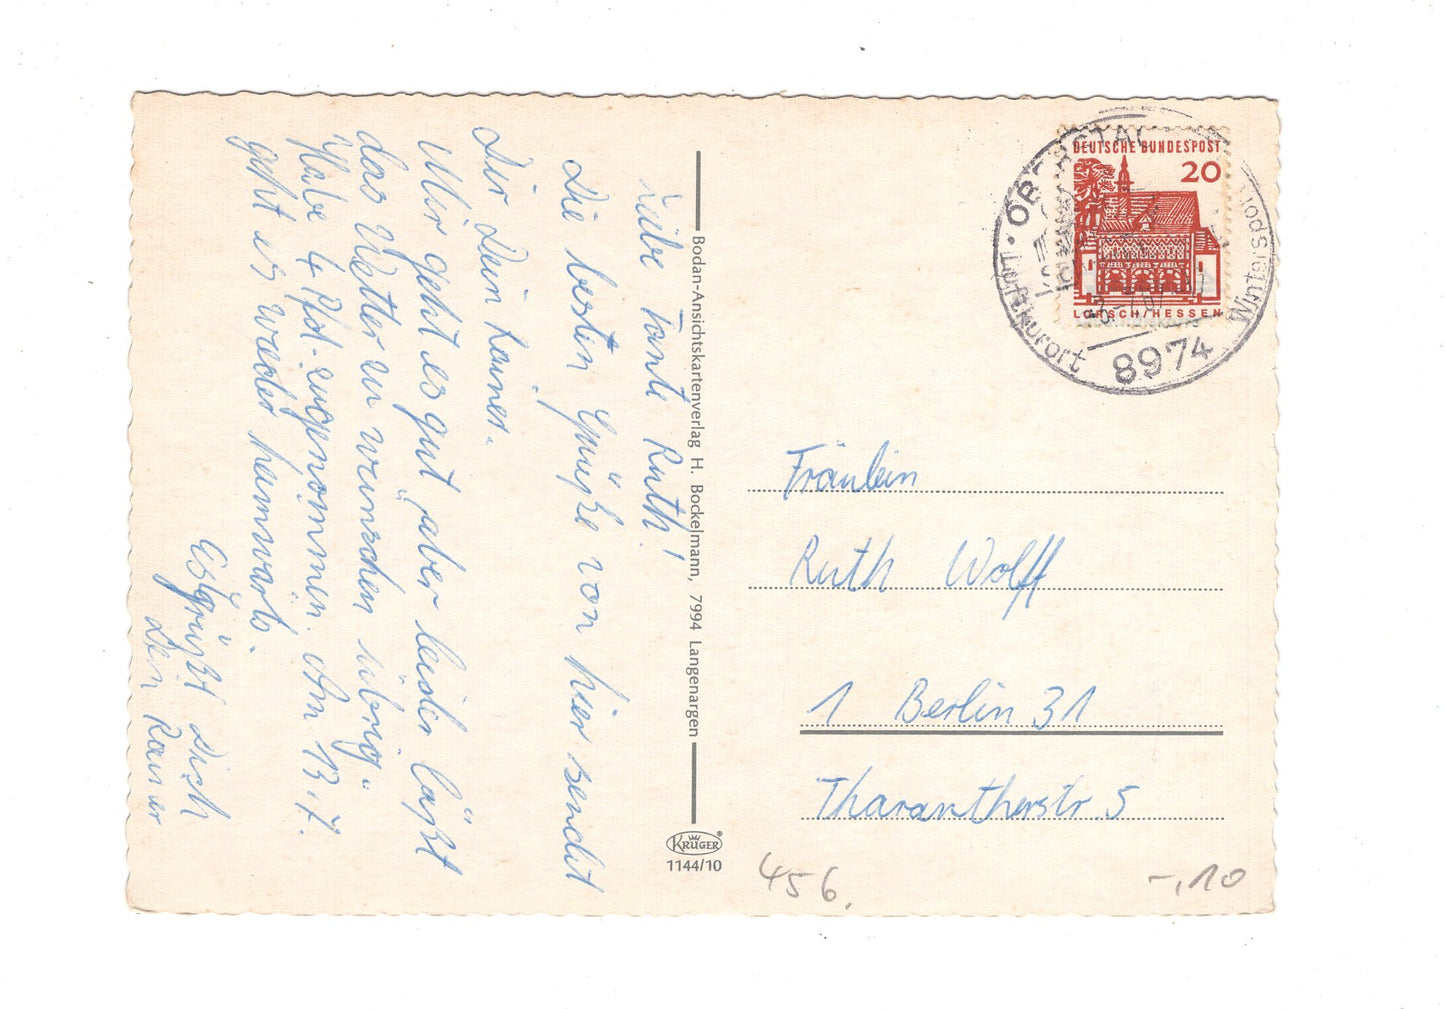 Liebe Tante Ruth!
Die besten Grüße von hier sendet
Dir Dein Rainer.
Mir geht es gut, aber leider läßt
das Wetter zu wünschen übrig.
Habe 4 Pfd. zugenommen. Am 13.7.
geht es wieder heimwärts.
Es grüßt Dich
Dein Rainer
Bodan-Ansichtskartenverlag H. Bockelmann, 7994 Langenargen
KRÜGER®
1144/10
DEUTSCHE BUNDESPOST
20
LORSCH/HESSEN
Luftkurort
8974
Wintersport
Fräulein
Ruth Wolff
1 Berlin 31
Tharantherstr. 5
456.
-,10